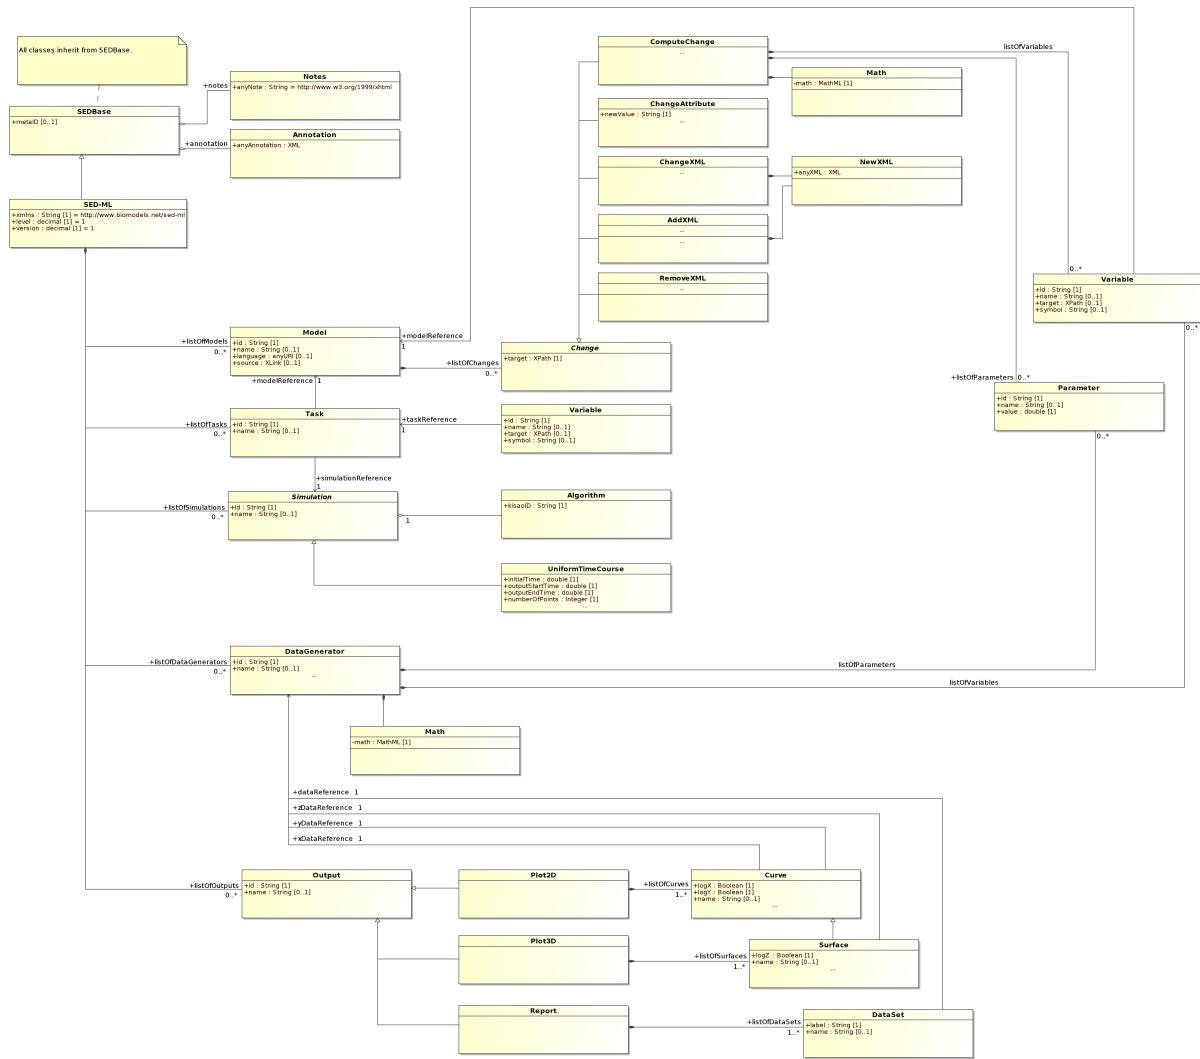 All classes inherit from SEDBase.
SEDBase
+metaID [0..1]
+notes
Notes
+anyNote : String = http://www.w3.org/1999/xhtml
+annotation
Annotation
+anyAnnotation : XML
SED-ML
+xmlns : String [1] = http://www.biomodels.net/sed-ml
+level : decimal [1] = 1
+version : decimal [1] = 1
ComputeChange
...
listOfVariables
Math
-math : MathML [1]
ChangeAttribute
+newValue : String [1]
...
ChangeXML
...
NewXML
+anyXML : XML
AddXML
...
...
RemoveXML
...
0..*
Variable
+id : String [1]
+name : String [0..1]
+target : XPath [0..1]
+symbol : String [0..1]
0..*
+listOfModels
0..*
Model
+id : String [1]
+name : String [0..1]
+language : anyURI [0..1]
+source : XLink [0..1]
+modelReference
1
+listOfChanges
0..*
Change
+target : XPath [1]
+listOfParameters
0..*
Parameter
+id : String [1]
+name : String [0..1]
+value : double [1]
0..*
+modelReference
1
+listOfTasks
0..*
Task
+id : String [1]
+name : String [0..1]
+taskReference
1
Variable
+id : String [1]
+name : String [0..1]
+target : XPath [0..1]
+symbol : String [0..1]
+simulationReference
1
+listOfSimulations
0..*
Simulation
+id : String [1]
+name : String [0..1]
1
Algorithm
+kisaoID : String [1]
UniformTimeCourse
+initialTime : double [1]
+outputStartTime : double [1]
+outputEndTime : double [1]
+numberOfPoints : Integer [1]
...
+listOfDataGenerators
0..*
DataGenerator
+id : String [1]
+name : String [0..1]
...
listOfParameters
listOfVariables
Math
-math : MathML [1]
+dataReference 1
+zDataReference 1
+yDataReference 1
+xDataReference 1
+listOfOutputs
0..*
Output
+id : String [1]
+name : String [0..1]
Plot2D
+listOfCurves
1..*
Curve
+logX : Boolean [1]
+logY : Boolean [1]
+name : String [0..1]
...
Plot3D
+listOfSurfaces
1..*
Surface
+logZ : Boolean [1]
+name : String [0..1]
...
Report
+listOfDataSets
1..*
DataSet
+label : String [1]
+name : String [0..1]